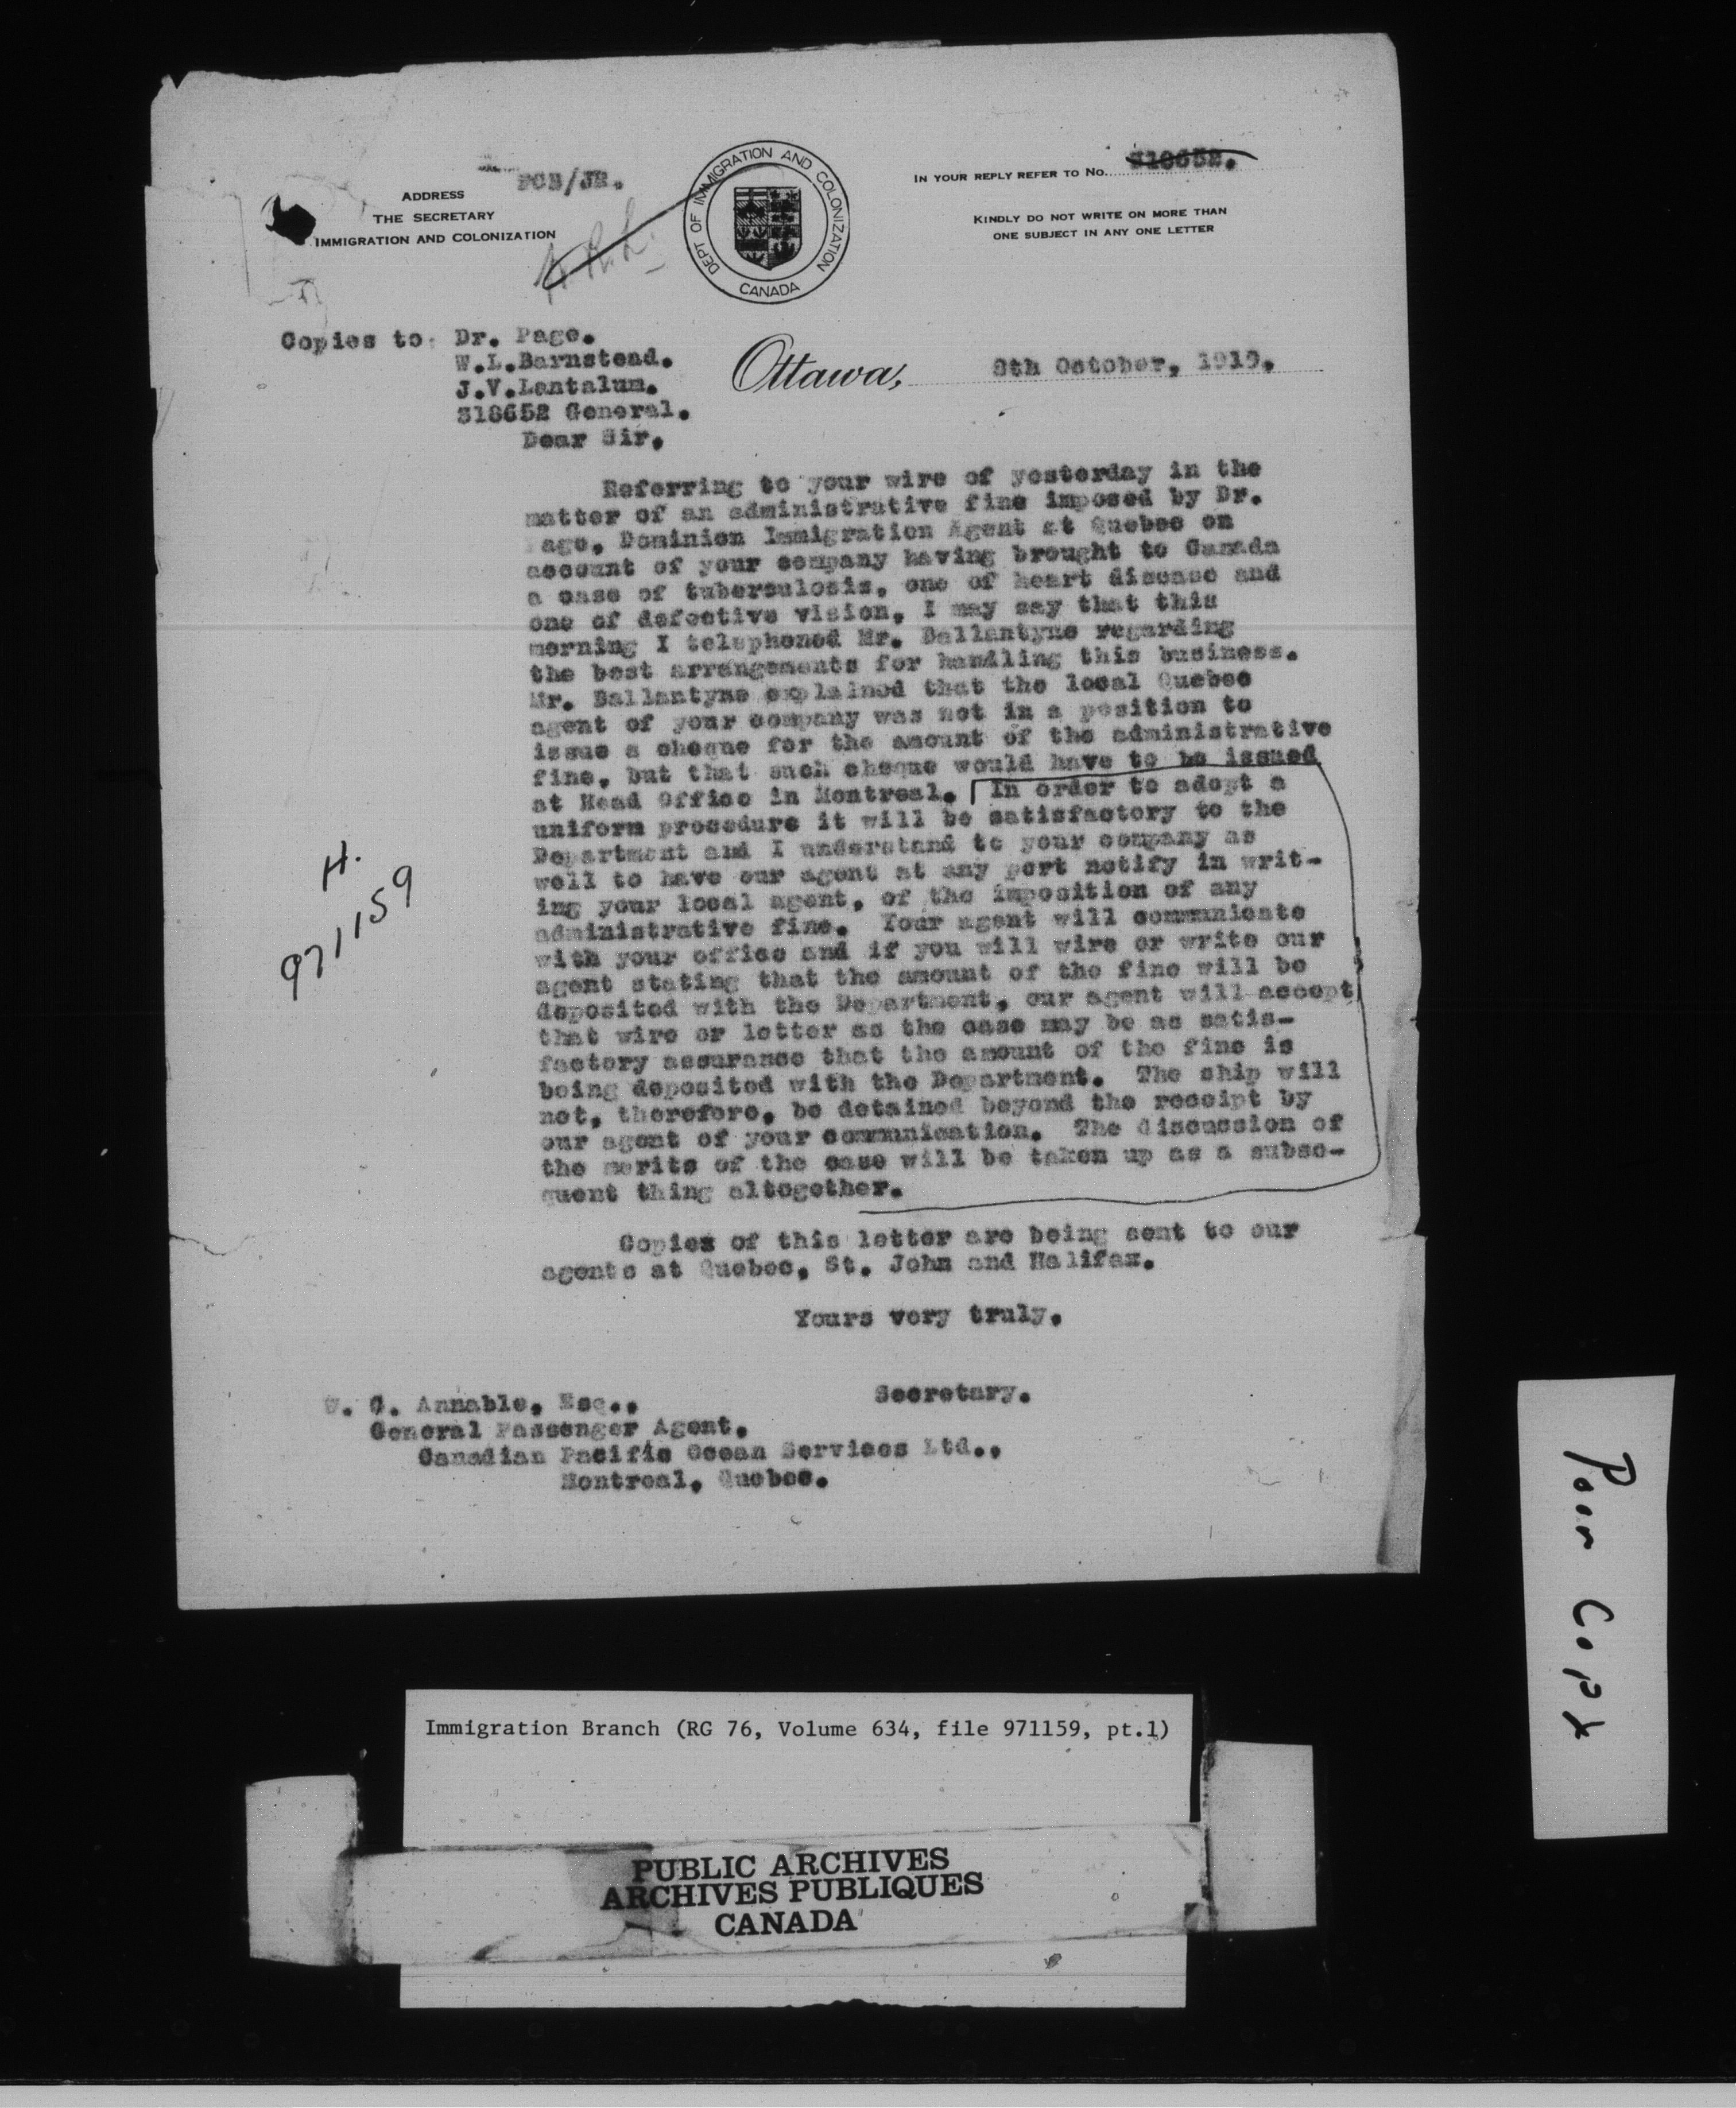 FCB/JR.
ADDRESS
THE SECRETARY
IMMIGRATION AND COLONIZATION
DEPT OF IMMIGRATION AND COLONIZATION
CANADA
IN YOUR REPLY REFER TO No. 318652.
KINDLY DO NOT WRITE ON MORE THAN
ONE SUBJECT IN ANY ONE LETTER
Copies to: Dr. Page.
W.L.Barnstead.
J.V.Lantalum.
318652 General.
Ottawa, 8th October, 1919.
Dear Sir,
Referring to your wire of yesterday in the
matter of an administrative fine imposed by Dr.
Page, Dominion Immigration Agent at Quebec on
account of your company having brought to Canada
a case of tuberculosis, one of heart disease and
one of defective vision, I may say that this
morning I telephoned Mr. Ballantyne regarding
the best arrangements for handling this business.
Mr. Ballantyne explained that the local Quebec
agent of your company was not in a position to
issue a cheque for the amount of the administrative
fine, but that such cheque would have to be issued
at Head Office in Montreal. In order to adopt a
uniform procedure it will be satisfactory to the
Department and I understand to your company as
well to have our agent at any port notify in writ-
ing your local agent, of the imposition of any
administrative fine. Your agent will communicate
with your office and if you will wire or write our
agent stating that the amount of the fine will be
deposited with the Department, our agent will accept
that wire or letter as the case may be as satis-
factory assurance that the amount of the fine is
being deposited with the Department. The ship will
not, therefore, be detained beyond the receipt by
our agent of your communication. The discussion of
the merits of the case will be taken up as a subse-
quent thing altogether.
H.
971159
Copies of this letter are being sent to our
agents at Quebec, St. John and Halifax.
Yours very truly,
Secretary.
W. G. Annable, Esq.,
General Passenger Agent,
Canadian Pacific Ocean Services Ltd.,
Montreal, Quebec.
Poor Copy
Immigration Branch (RG 76, Volume 634, file 971159, pt.1)
PUBLIC ARCHIVES
ARCHIVES PUBLIQUES
CANADA